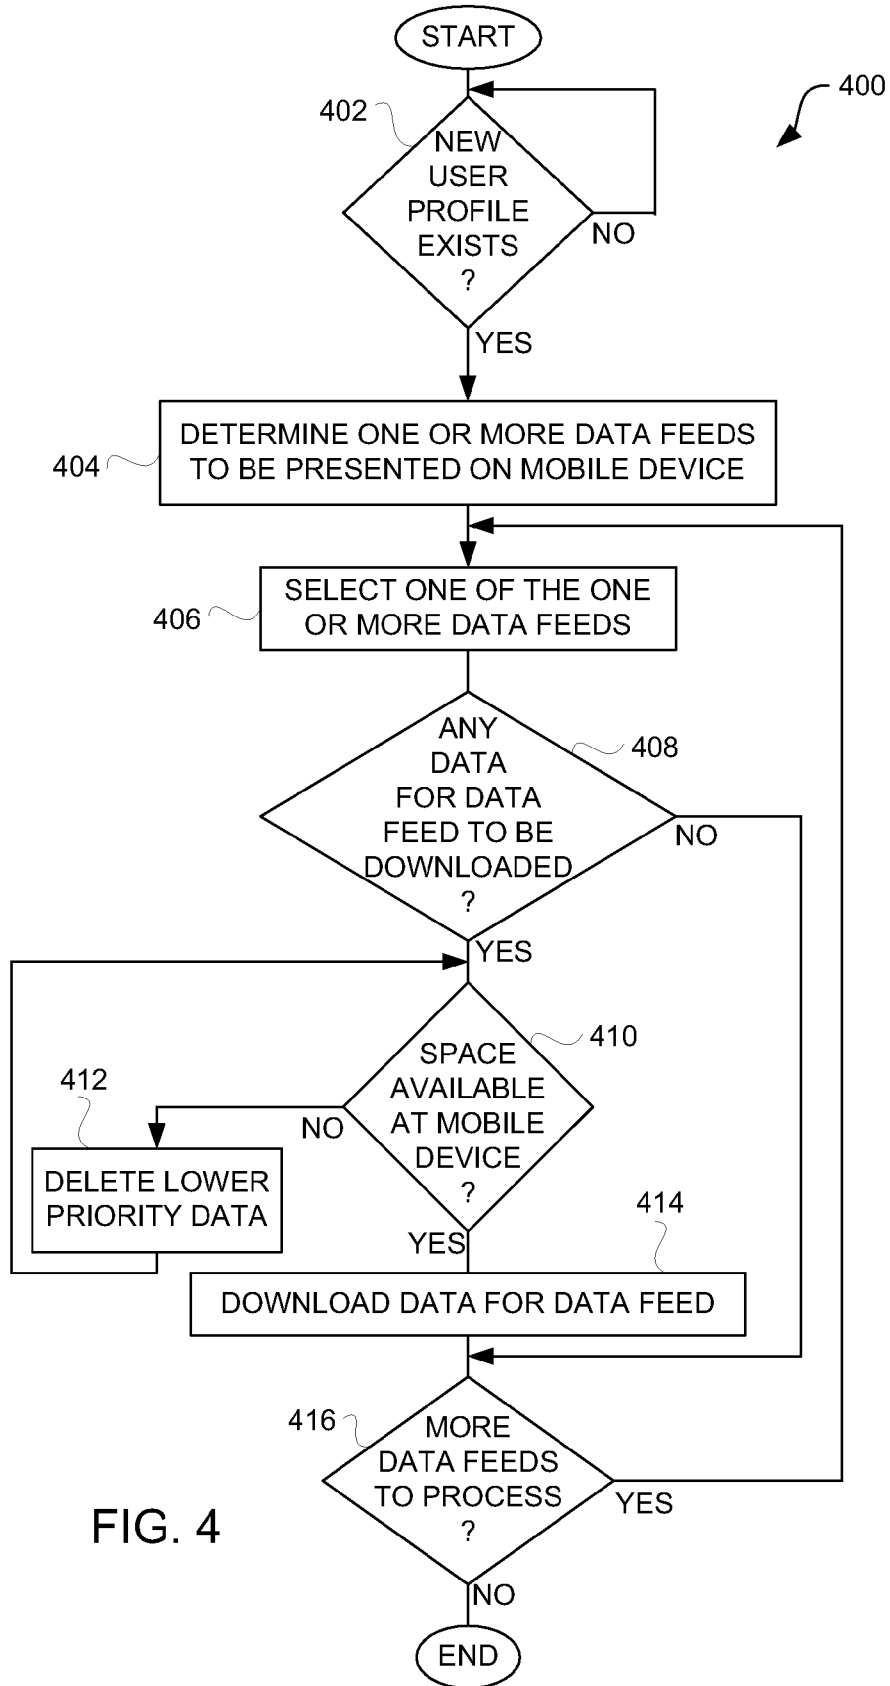 START
400
402
NEW
USER
PROFILE
EXISTS
?
NO
YES
404
DETERMINE ONE OR MORE DATA FEEDS
TO BE PRESENTED ON MOBILE DEVICE
406
SELECT ONE OF THE ONE
OR MORE DATA FEEDS
408
ANY
DATA
FOR DATA
FEED TO BE
DOWNLOADED
?
NO
YES
410
SPACE
AVAILABLE
AT MOBILE
DEVICE
?
NO
412
DELETE LOWER
PRIORITY DATA
YES
414
DOWNLOAD DATA FOR DATA FEED
416
MORE
DATA FEEDS
TO PROCESS
?
YES
NO
END
FIG. 4